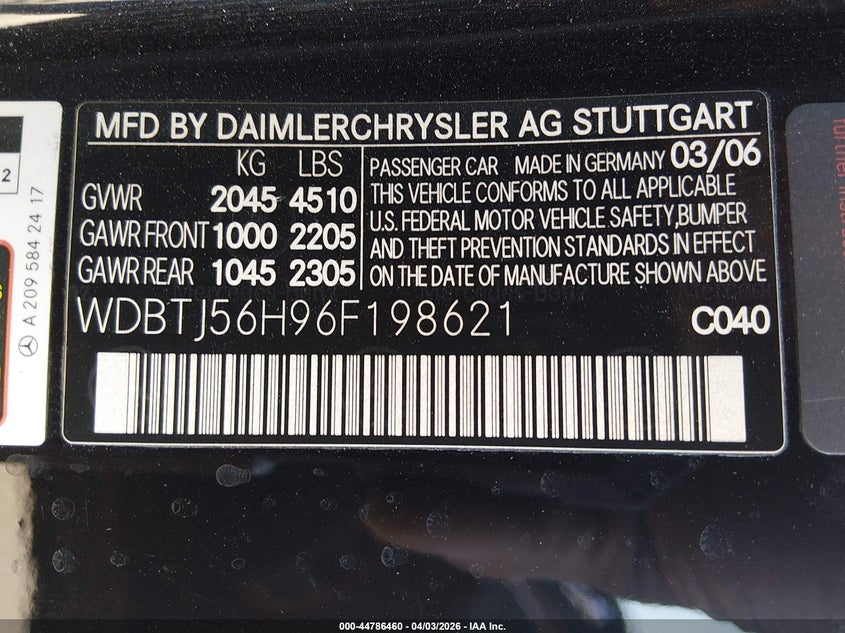 MFD BY DAIMLERCHRYSLER AG STUTTGART
KG LBS
GVWR 2045 4510
GAWR FRONT 1000 2205
GAWR REAR 1045 2305
PASSENGER CAR MADE IN GERMANY 03/06
THIS VEHICLE CONFORMS TO ALL APPLICABLE
U.S. FEDERAL MOTOR VEHICLE SAFETY,BUMPER
AND THEFT PREVENTION STANDARDS IN EFFECT
ON THE DATE OF MANUFACTURE SHOWN ABOVE
WDBTJ56H96F198621 C040
2
A 209 584 24 17
000-44786460 - 04/03/2026 - IAA Inc.